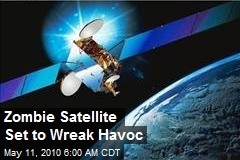 Zombie Satellite
Set to Wreak Havoc
May 11, 2010 6:00 AM CDT